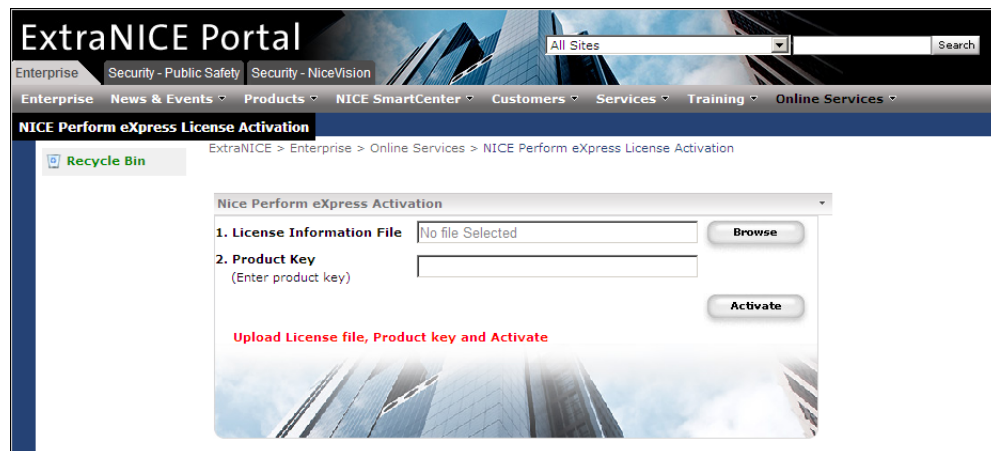 ExtraNICE Portal
All Sites
Search
Enterprise Security - Public Safety Security - NiceVision
Enterprise News & Events Products NICE SmartCenter Customers Services Training Online Services
NICE Perform eXpress License Activation
ExtraNICE > Enterprise > Online Services > NICE Perform eXpress License Activation
Recycle Bin
Nice Perform eXpress Activation
1. License Information File No file Selected Browse
2. Product Key
(Enter product key)
Activate
Upload License file, Product key and Activate